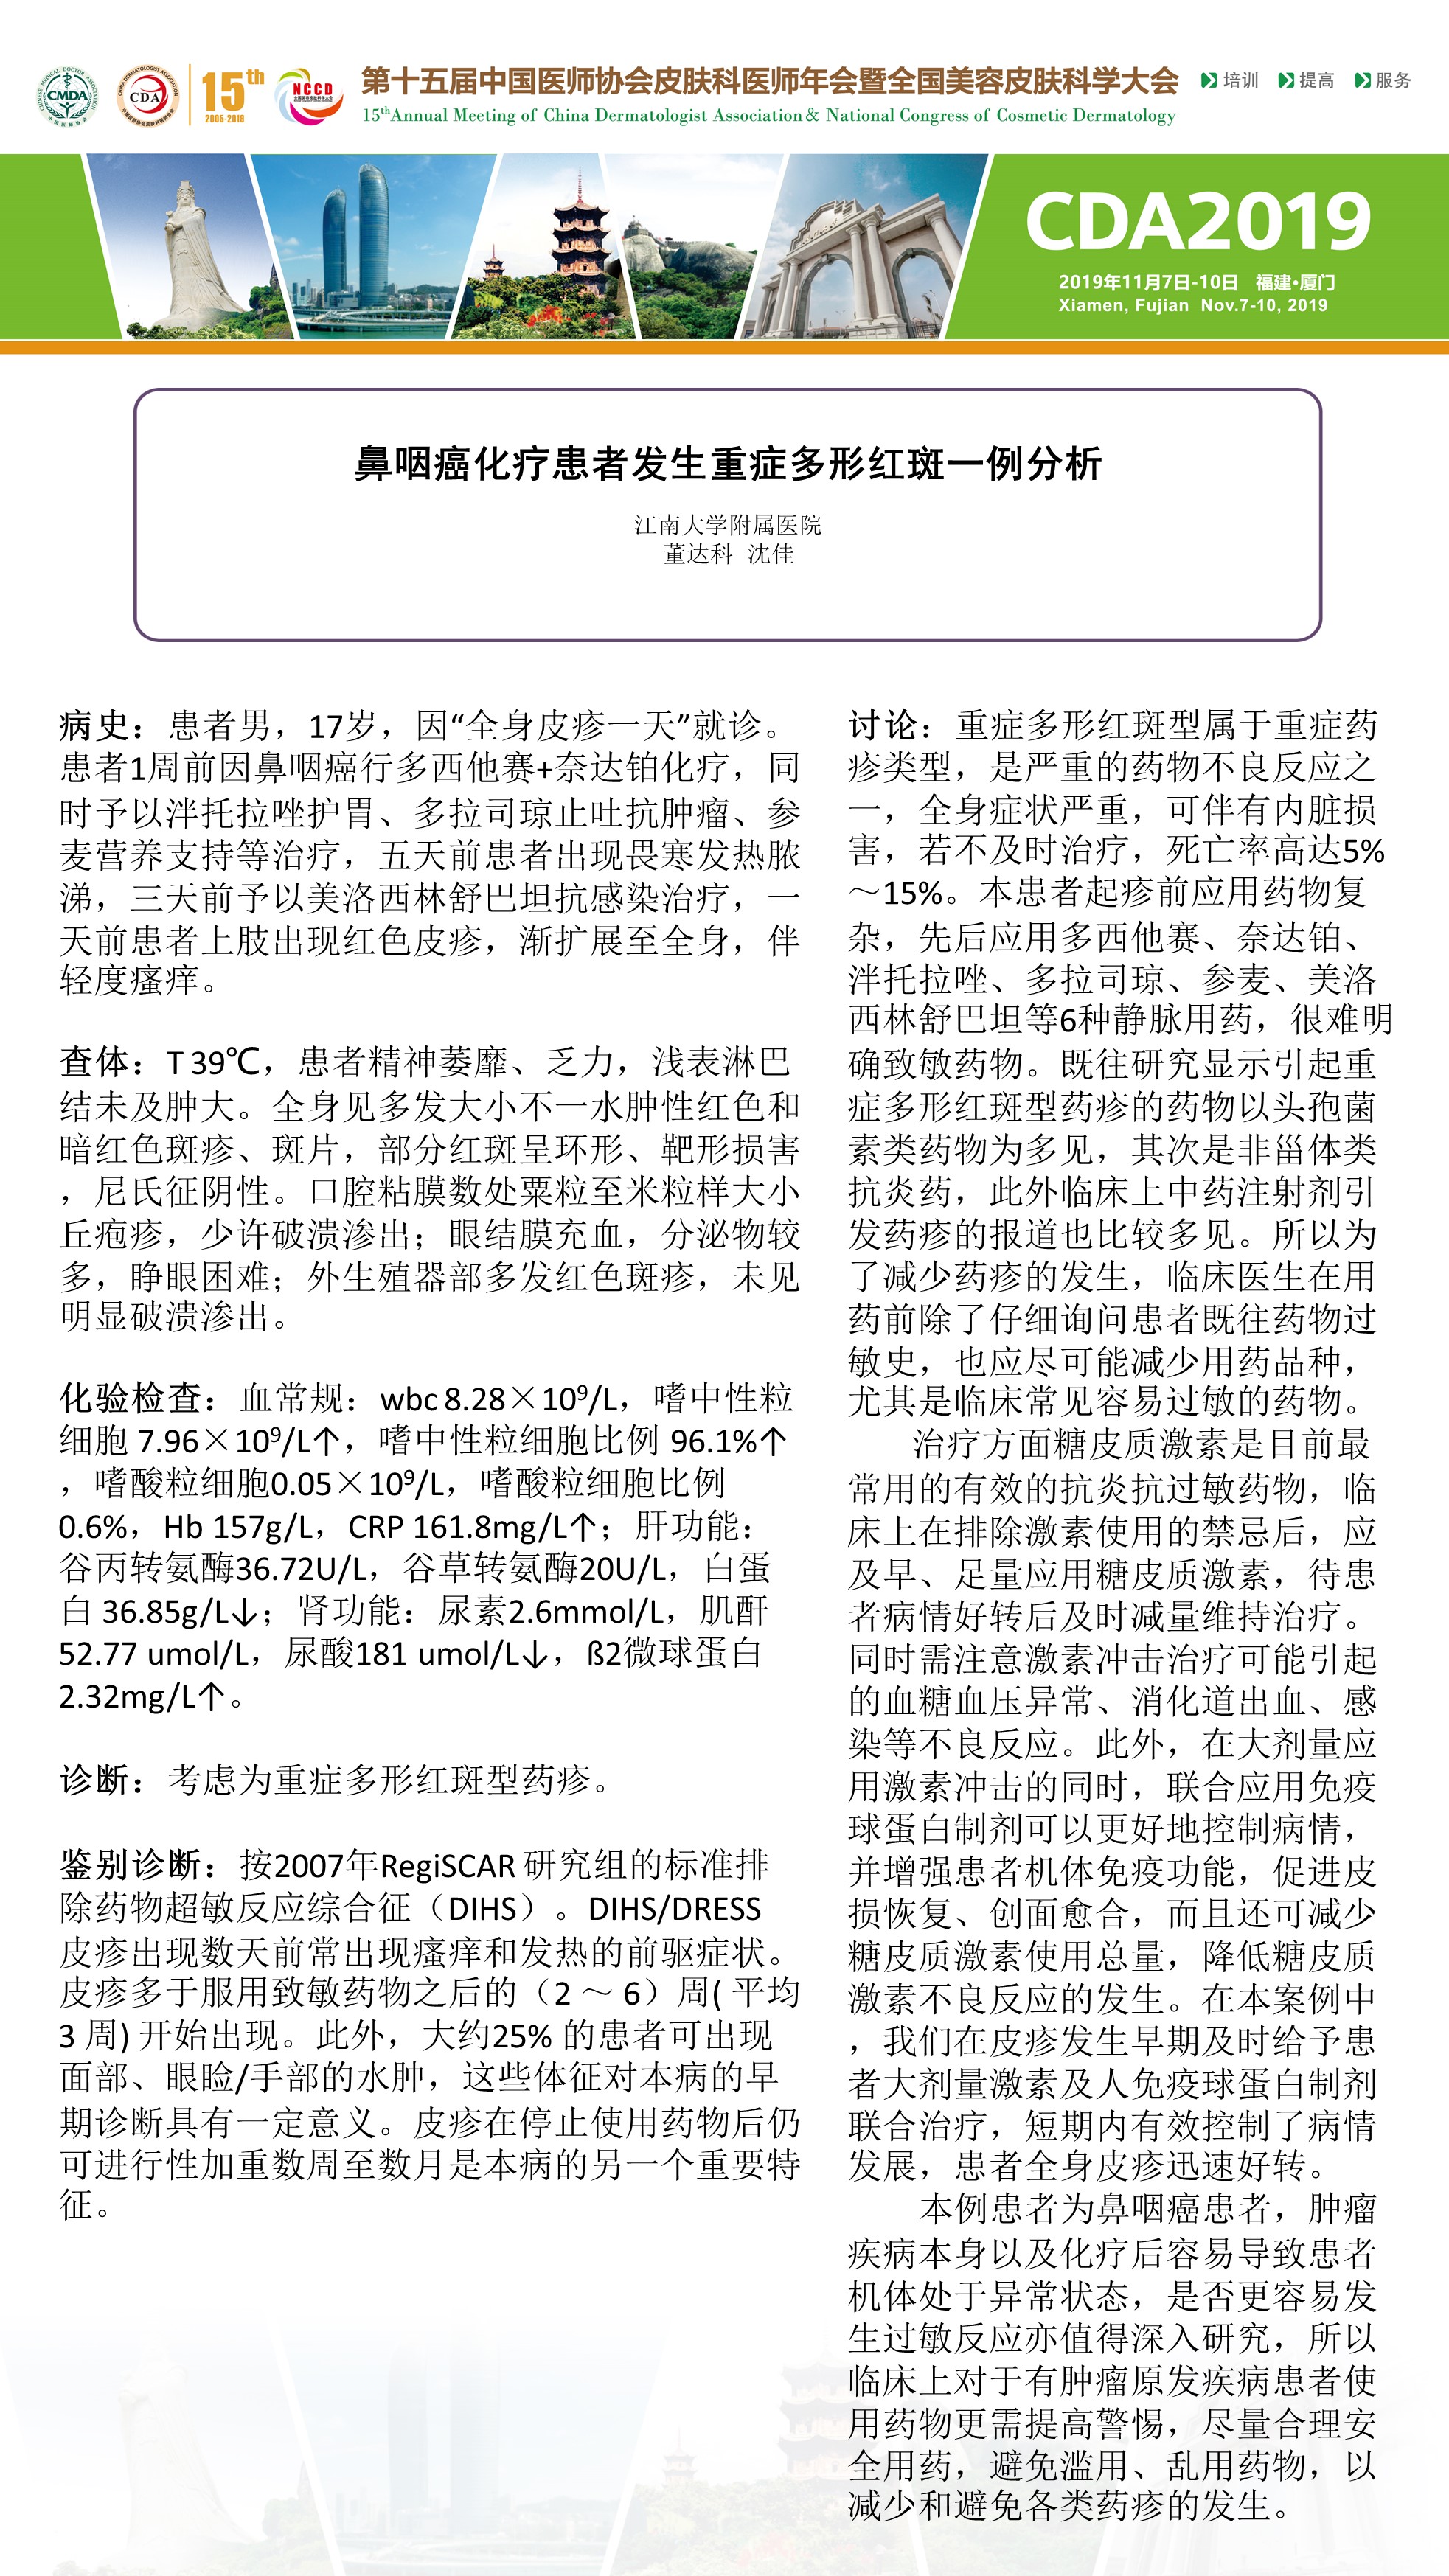 CHINESE MEDICAL DOCTOR ASSOCIATION
CMDA
中国医师协会
CHINA DERMATOLOGIST ASSOCIATION
CDA
中国医师协会皮肤科医师分会
15th
2005-2019
NCCD
全国美容皮肤科学大会
第十五届中国医师协会皮肤科医师年会暨全国美容皮肤科学大会
15thAnnual Meeting of China Dermatologist Association& National Congress of Cosmetic Dermatology
培训 提高 服务
CDA2019
2019年11月7日-10日 福建·厦门
Xiamen, Fujian Nov.7-10, 2019
鼻咽癌化疗患者发生重症多形红斑一例分析
江南大学附属医院
董达科 沈佳
病史：患者男，17岁，因“全身皮疹一天”就诊。
患者1周前因鼻咽癌行多西他赛+奈达铂化疗，同
时予以泮托拉唑护胃、多拉司琼止吐抗肿瘤、参
麦营养支持等治疗，五天前患者出现畏寒发热脓
涕，三天前予以美洛西林舒巴坦抗感染治疗，一
天前患者上肢出现红色皮疹，渐扩展至全身，伴
轻度瘙痒。
查体：T 39℃，患者精神萎靡、乏力，浅表淋巴
结未及肿大。全身见多发大小不一水肿性红色和
暗红色斑疹、斑片，部分红斑呈环形、靶形损害
，尼氏征阴性。口腔粘膜数处粟粒至米粒样大小
丘疱疹，少许破溃渗出；眼结膜充血，分泌物较
多，睁眼困难；外生殖器部多发红色斑疹，未见
明显破溃渗出。
化验检查：血常规：wbc 8.28×10⁹/L，嗜中性粒
细胞 7.96×10⁹/L↑，嗜中性粒细胞比例 96.1%↑
，嗜酸粒细胞0.05×10⁹/L，嗜酸粒细胞比例
0.6%，Hb 157g/L，CRP 161.8mg/L↑；肝功能：
谷丙转氨酶36.72U/L，谷草转氨酶20U/L，白蛋
白 36.85g/L↓；肾功能：尿素2.6mmol/L，肌酐
52.77 umol/L，尿酸181 umol/L↓，ß2微球蛋白
2.32mg/L↑。
诊断：考虑为重症多形红斑型药疹。
鉴别诊断：按2007年RegiSCAR 研究组的标准排
除药物超敏反应综合征（DIHS）。DIHS/DRESS
皮疹出现数天前常出现瘙痒和发热的前驱症状。
皮疹多于服用致敏药物之后的（2 ～ 6）周( 平均
3 周) 开始出现。此外，大约25% 的患者可出现
面部、眼睑/手部的水肿，这些体征对本病的早
期诊断具有一定意义。皮疹在停止使用药物后仍
可进行性加重数周至数月是本病的另一个重要特
征。
讨论：重症多形红斑型属于重症药
疹类型，是严重的药物不良反应之
一，全身症状严重，可伴有内脏损
害，若不及时治疗，死亡率高达5%
～15%。本患者起疹前应用药物复
杂，先后应用多西他赛、奈达铂、
泮托拉唑、多拉司琼、参麦、美洛
西林舒巴坦等6种静脉用药，很难明
确致敏药物。既往研究显示引起重
症多形红斑型药疹的药物以头孢菌
素类药物为多见，其次是非甾体类
抗炎药，此外临床上中药注射剂引
发药疹的报道也比较多见。所以为
了减少药疹的发生，临床医生在用
药前除了仔细询问患者既往药物过
敏史，也应尽可能减少用药品种，
尤其是临床常见容易过敏的药物。
治疗方面糖皮质激素是目前最
常用的有效的抗炎抗过敏药物，临
床上在排除激素使用的禁忌后，应
及早、足量应用糖皮质激素，待患
者病情好转后及时减量维持治疗。
同时需注意激素冲击治疗可能引起
的血糖血压异常、消化道出血、感
染等不良反应。此外，在大剂量应
用激素冲击的同时，联合应用免疫
球蛋白制剂可以更好地控制病情，
并增强患者机体免疫功能，促进皮
损恢复、创面愈合，而且还可减少
糖皮质激素使用总量，降低糖皮质
激素不良反应的发生。在本案例中
，我们在皮疹发生早期及时给予患
者大剂量激素及人免疫球蛋白制剂
联合治疗，短期内有效控制了病情
发展，患者全身皮疹迅速好转。
本例患者为鼻咽癌患者，肿瘤
疾病本身以及化疗后容易导致患者
机体处于异常状态，是否更容易发
生过敏反应亦值得深入研究，所以
临床上对于有肿瘤原发疾病患者使
用药物更需提高警惕，尽量合理安
全用药，避免滥用、乱用药物，以
减少和避免各类药疹的发生。